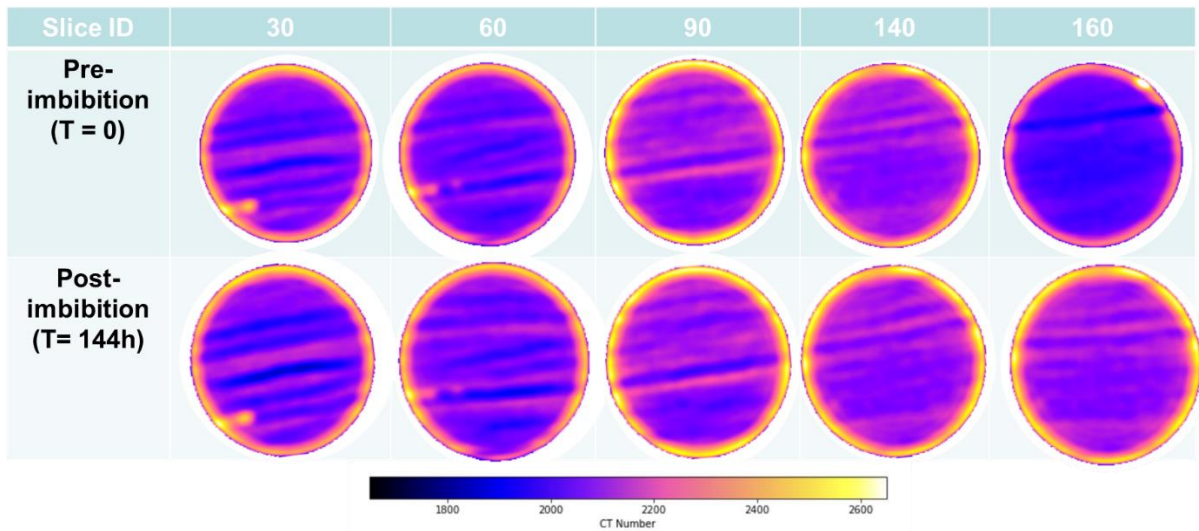 Slice ID 30 60 90 140 160
Pre-
imbibition
(T = 0)
Post-
imbibition
(T= 144h)
1800 2000 2200 2400 2600
CT Number